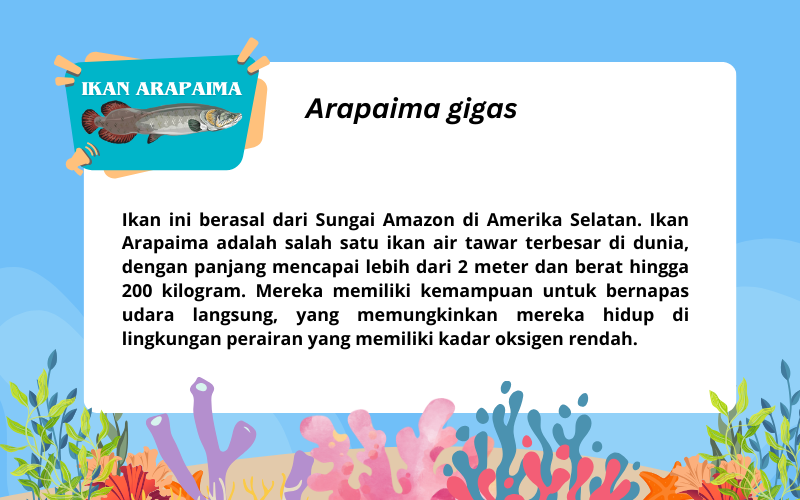 IKAN ARAPAIMA
Arapaima gigas
Ikan ini berasal dari Sungai Amazon di Amerika Selatan. Ikan
Arapaima adalah salah satu ikan air tawar terbesar di dunia,
dengan panjang mencapai lebih dari 2 meter dan berat hingga
200 kilogram. Mereka memiliki kemampuan untuk bernapas
udara langsung, yang memungkinkan mereka hidup di
lingkungan perairan yang memiliki kadar oksigen rendah.